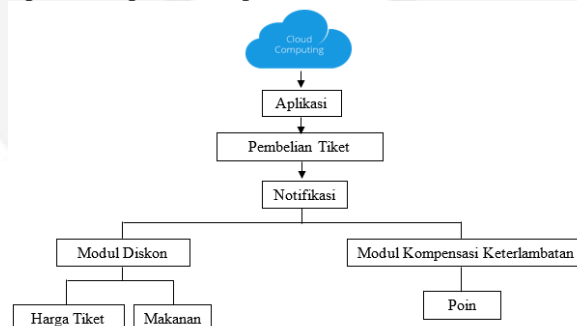 Cloud
Computing
Aplikasi
Pembelian Tiket
Notifikasi
Modul Diskon
Modul Kompensasi Keterlambatan
Harga Tiket
Makanan
Poin